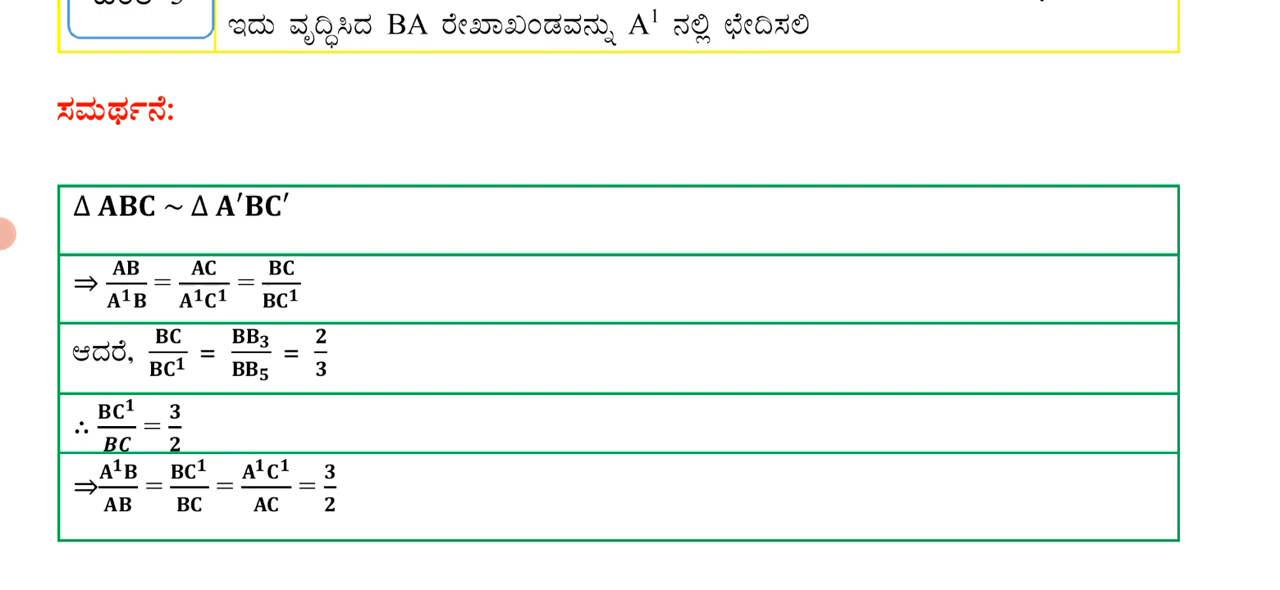 ಇದು ವೃದ್ಧಿಸಿದ BA ರೇಖಾಖಂಡವನ್ನು A¹ ನಲ್ಲಿ ಛೇದಿಸಲಿ
ಸಮರ್ಥನೆ:
Δ ABC ~ Δ A′BC′
⇒ AB/A¹B = AC/A¹C¹ = BC/BC¹
ಆದರೆ, BC/BC¹ = BB₃/BB₅ = 2/3
∴ BC¹/BC = 3/2
⇒ A¹B/AB = BC¹/BC = A¹C¹/AC = 3/2